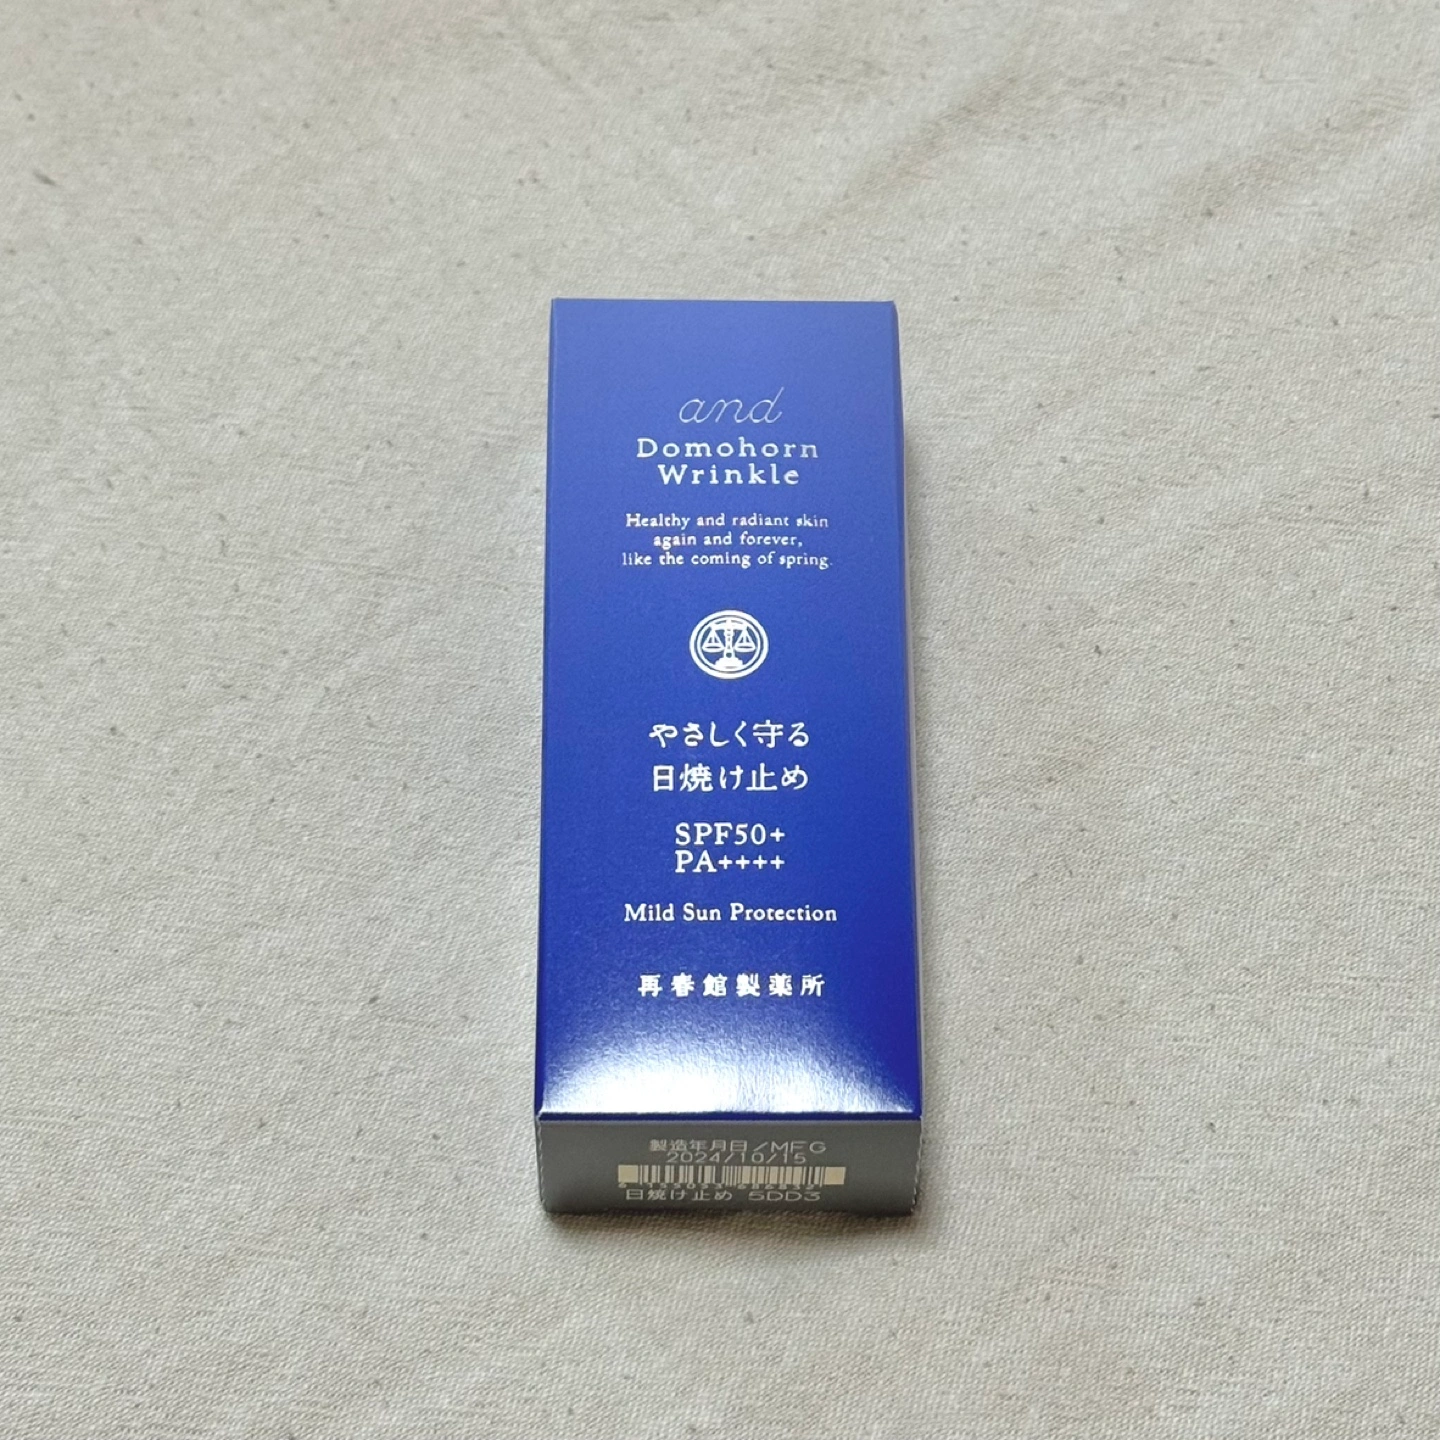 and
Domohorn
Wrinkle
Healthy and radiant skin
again and forever,
like the coming of spring.
やさしく守る
日焼け止め
SPF50+
PA++++
Mild Sun Protection
再春館製薬所
製造年月日/MFG
2024/10/15
日焼け止め 5DD3